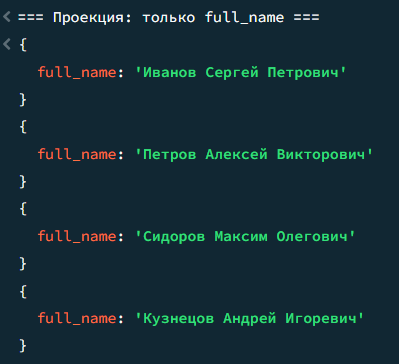 === Проекция: только full_name ===
{
full_name: 'Иванов Сергей Петрович'
}
{
full_name: 'Петров Алексей Викторович'
}
{
full_name: 'Сидоров Максим Олегович'
}
{
full_name: 'Кузнецов Андрей Игоревич'
}